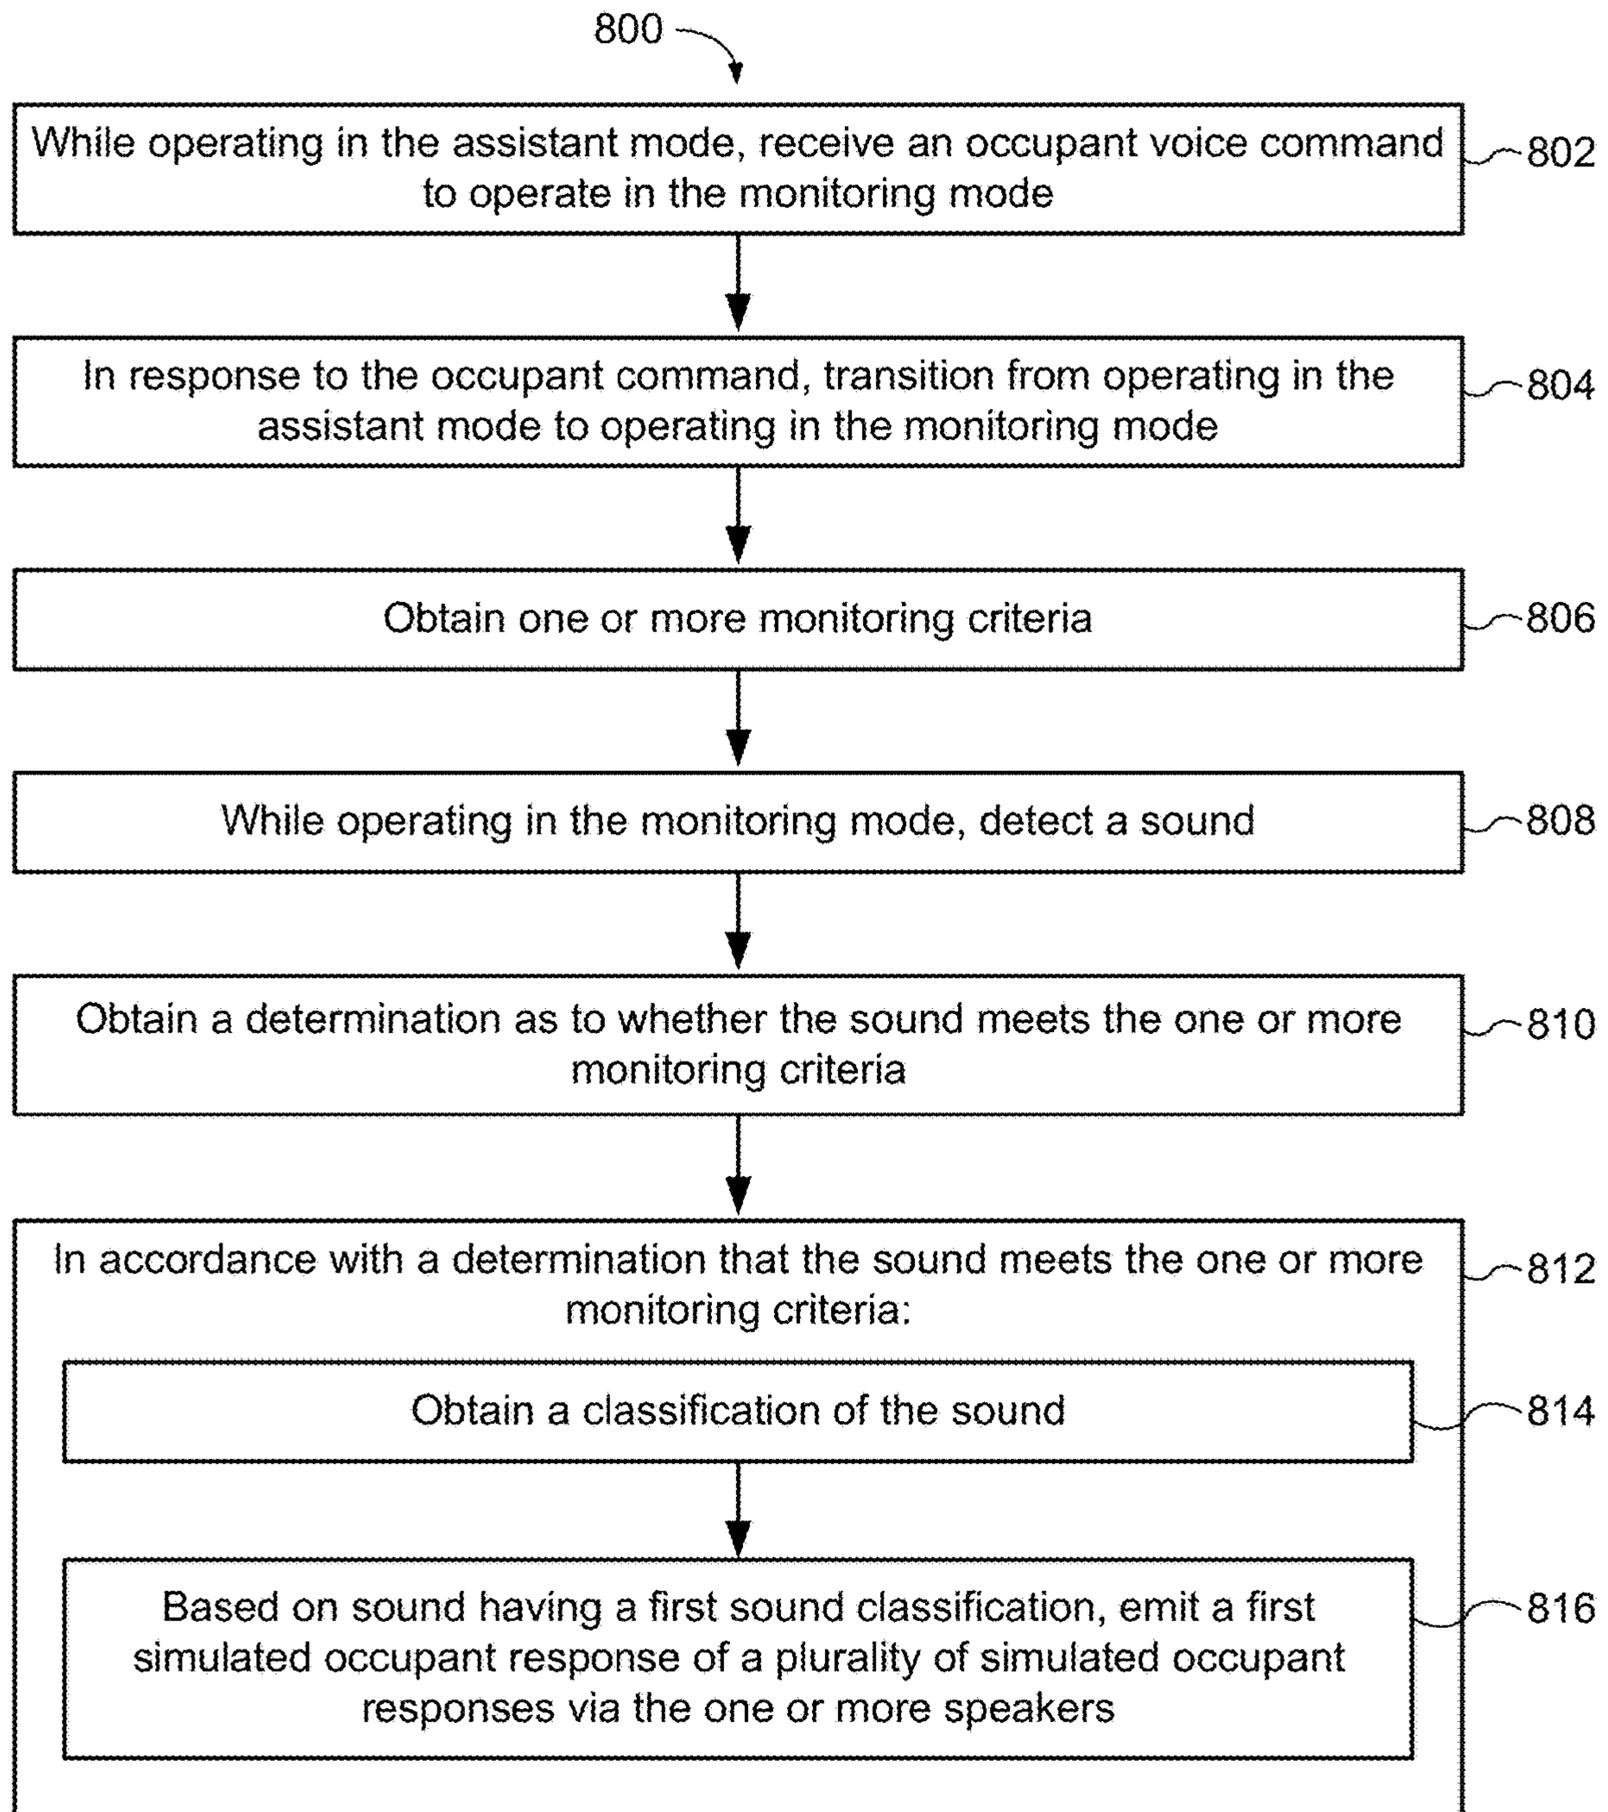 800
While operating in the assistant mode, receive an occupant voice command
to operate in the monitoring mode
802
In response to the occupant command, transition from operating in the
assistant mode to operating in the monitoring mode
804
Obtain one or more monitoring criteria
806
While operating in the monitoring mode, detect a sound
808
Obtain a determination as to whether the sound meets the one or more
monitoring criteria
810
In accordance with a determination that the sound meets the one or more
monitoring criteria:
812
Obtain a classification of the sound
814
Based on sound having a first sound classification, emit a first
simulated occupant response of a plurality of simulated occupant
responses via the one or more speakers
816